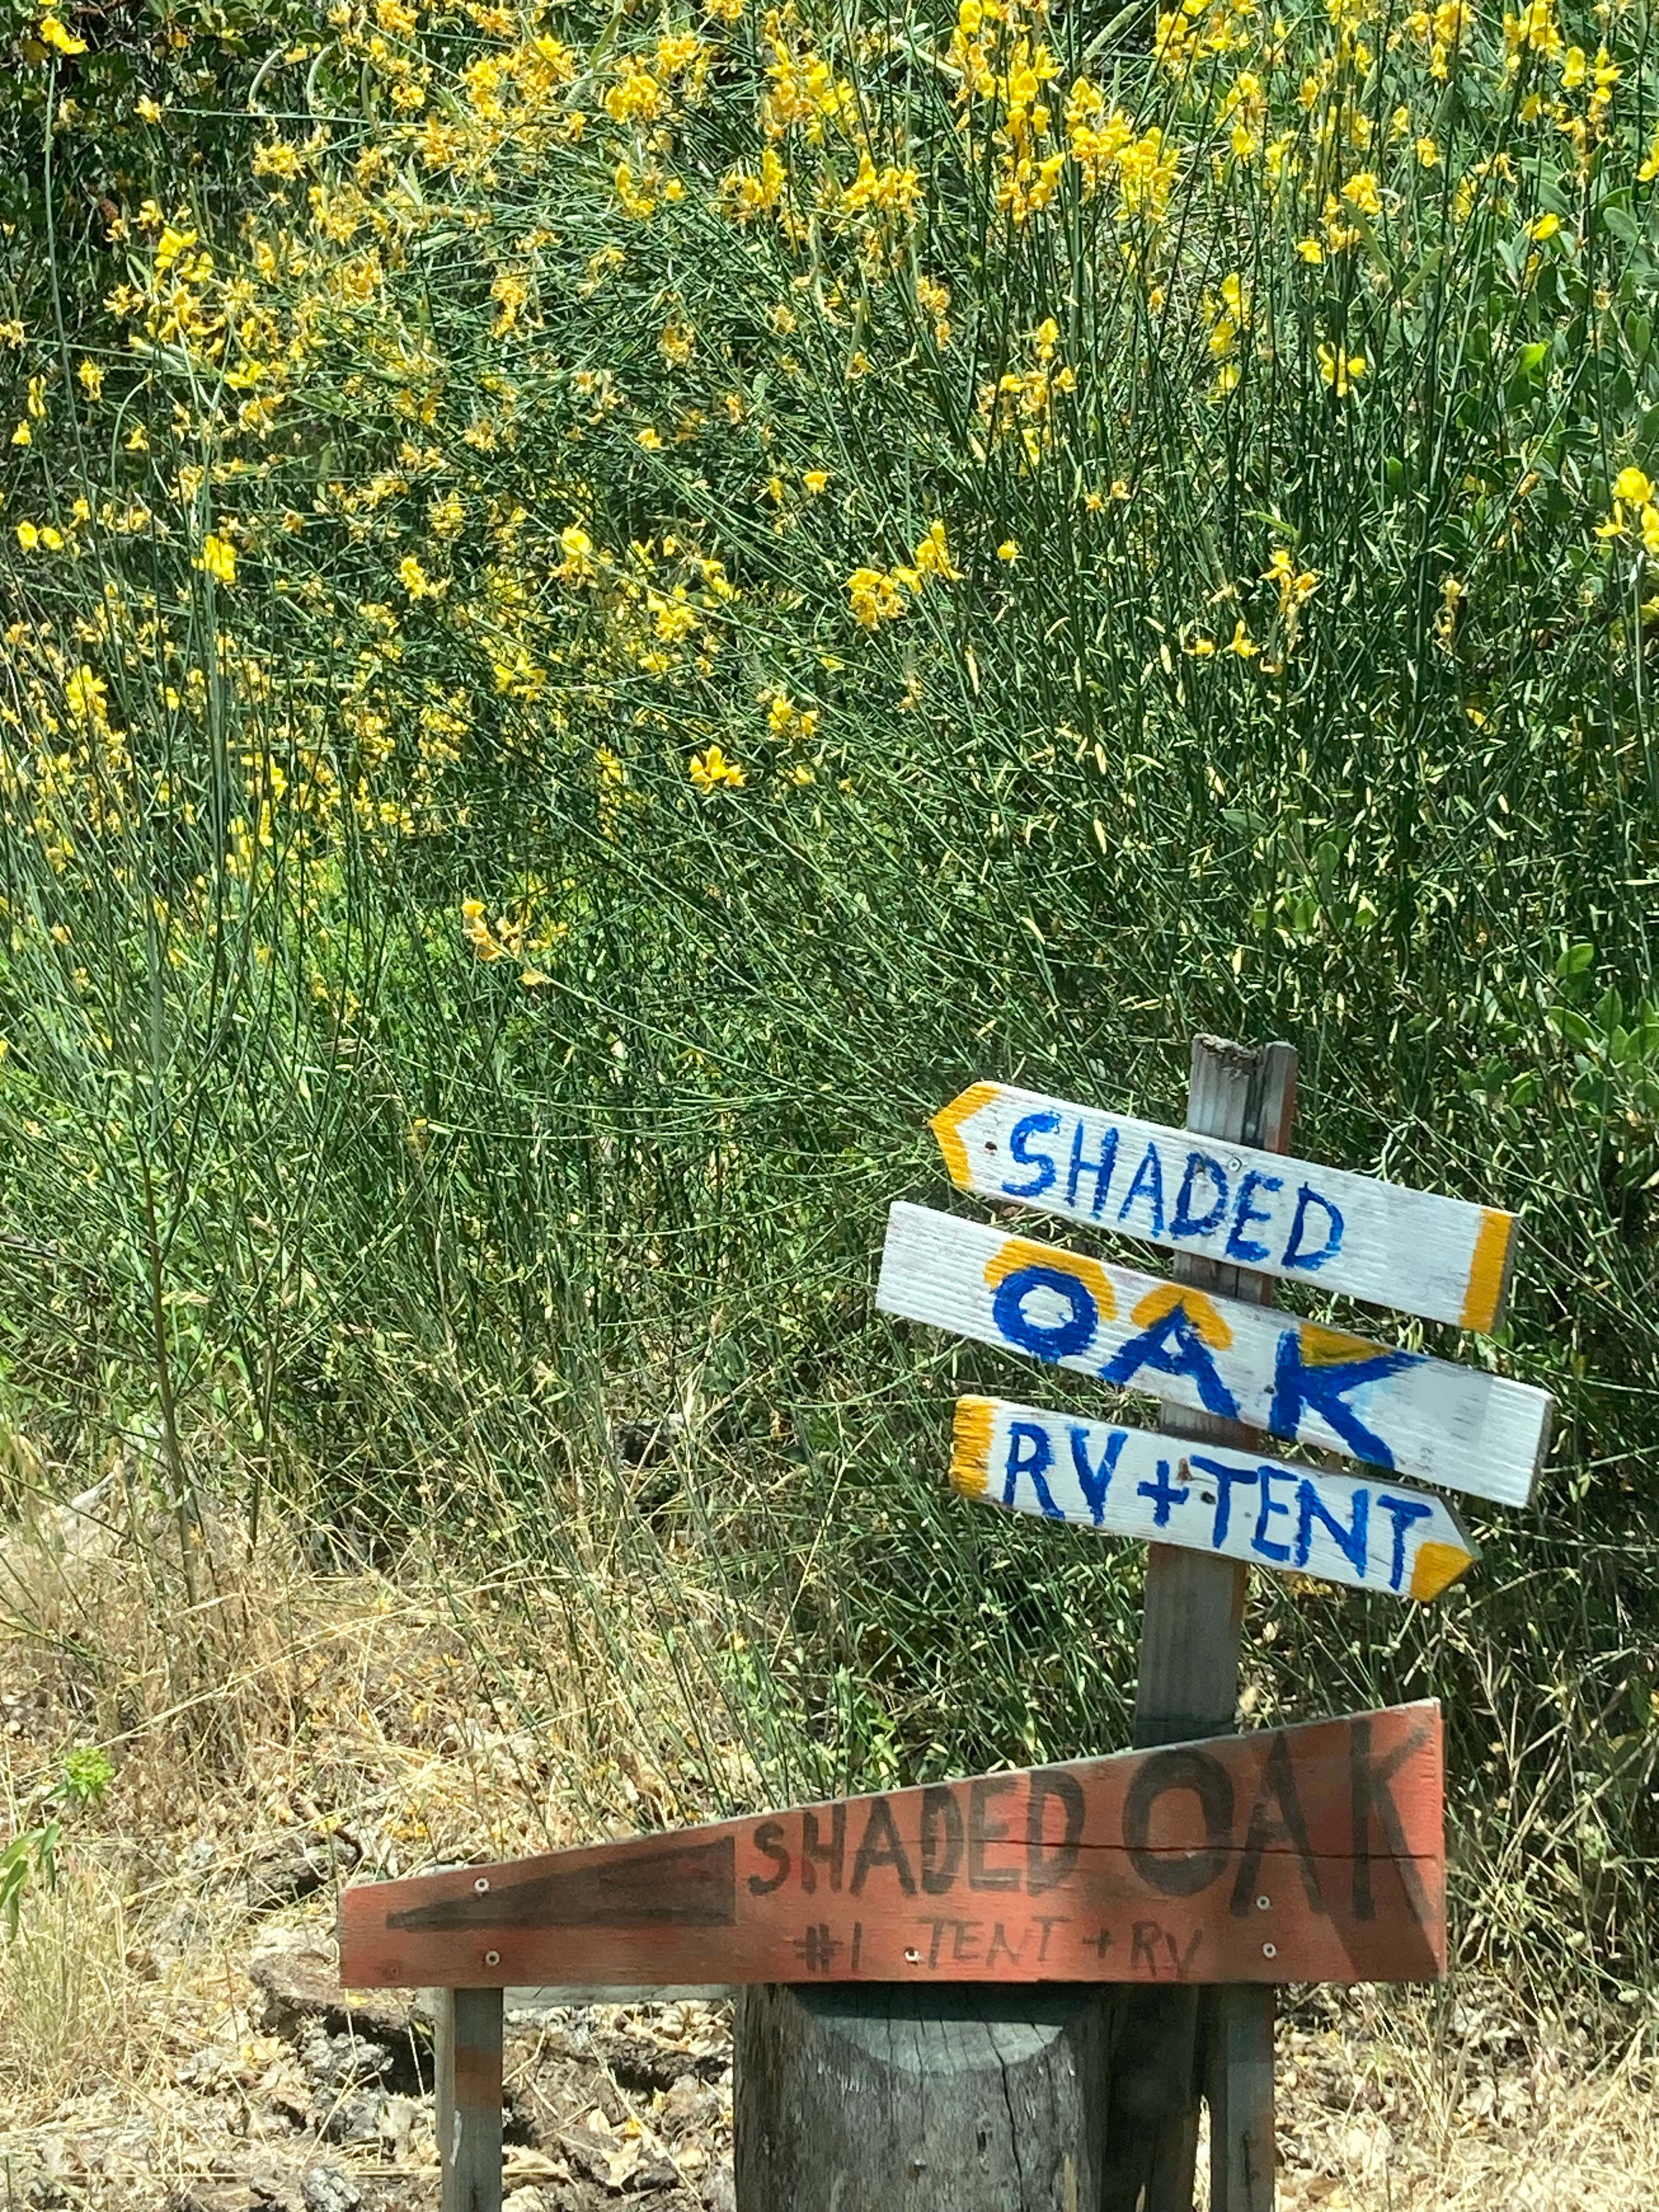 SHADED
OAK
RV + TENT
SHADED OAK
#1 TENT + RV